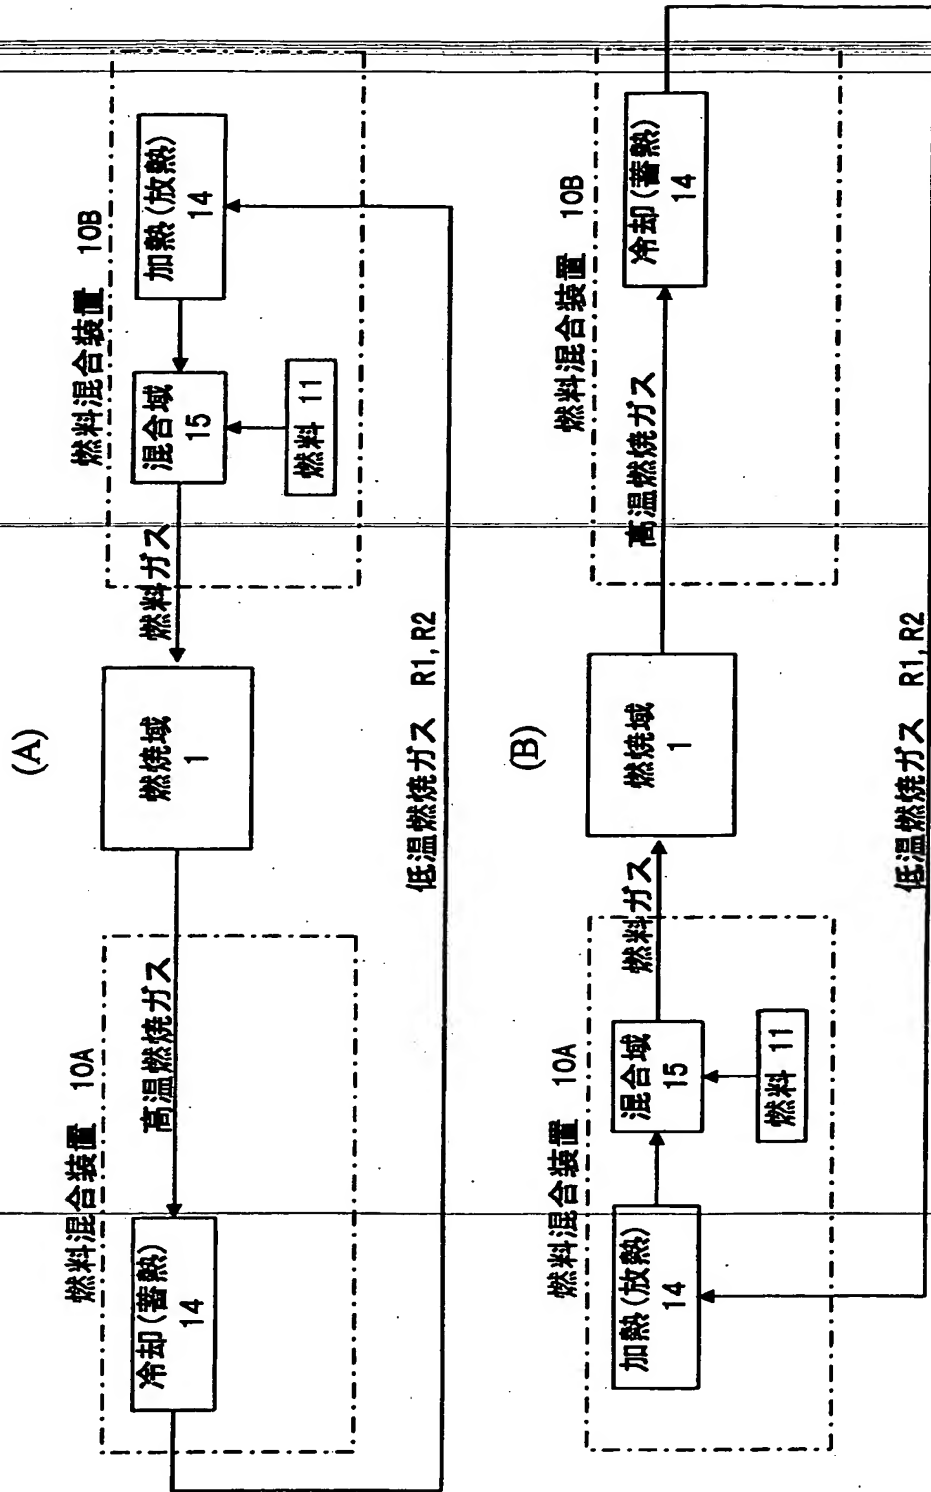 (A)
燃料混合装置 10A
冷却(蓄熱)
14
高温燃焼ガス
燃焼域
1
燃料ガス
燃料混合装置 10B
混合域
15
燃料 11
加熱(放熱)
14
低温燃焼ガス R1, R2
(B)
燃料混合装置 10A
加熱(放熱)
14
混合域
15
燃料 11
燃料ガス
燃焼域
1
高温燃焼ガス
燃料混合装置 10B
冷却(蓄熱)
14
低温燃焼ガス R1, R2